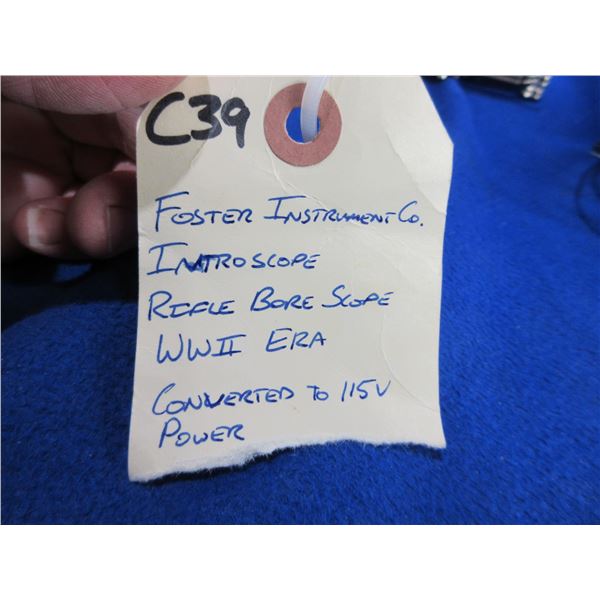 C39
FOSTER INSTRUMENT CO.
INTROSCOPE
RIFLE BORE SCOPE
WWII ERA
CONVERTED TO 115V
POWER